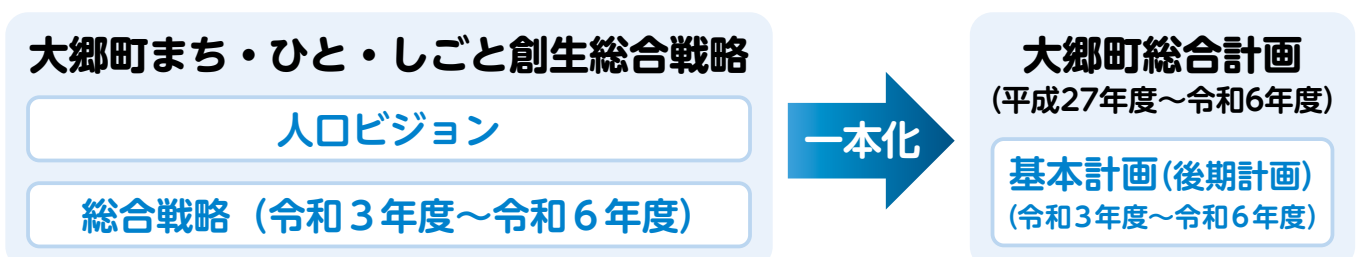 大郷町まち・ひと・しごと創生総合戦略
人口ビジョン
総合戦略（令和３年度～令和６年度）
一本化
大郷町総合計画
(平成27年度～令和6年度)
基本計画(後期計画)
(令和３年度～令和６年度)